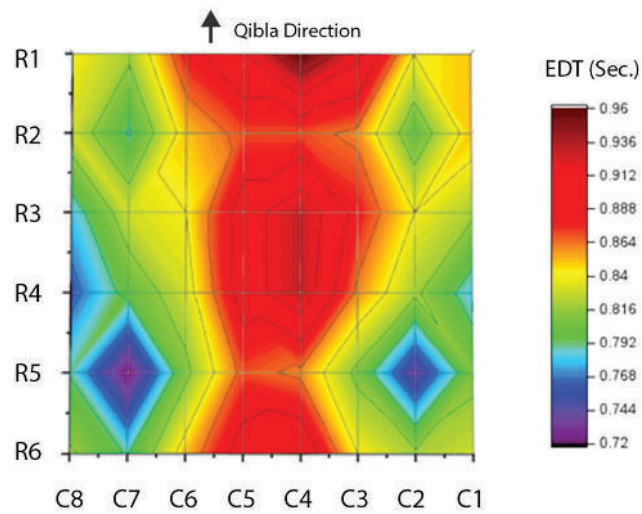 Qibla Direction
EDT (Sec.)
R1
R2
R3
R4
R5
R6
C8 C7 C6 C5 C4 C3 C2 C1
0.96
0.936
0.912
0.888
0.864
0.84
0.816
0.792
0.768
0.744
0.72